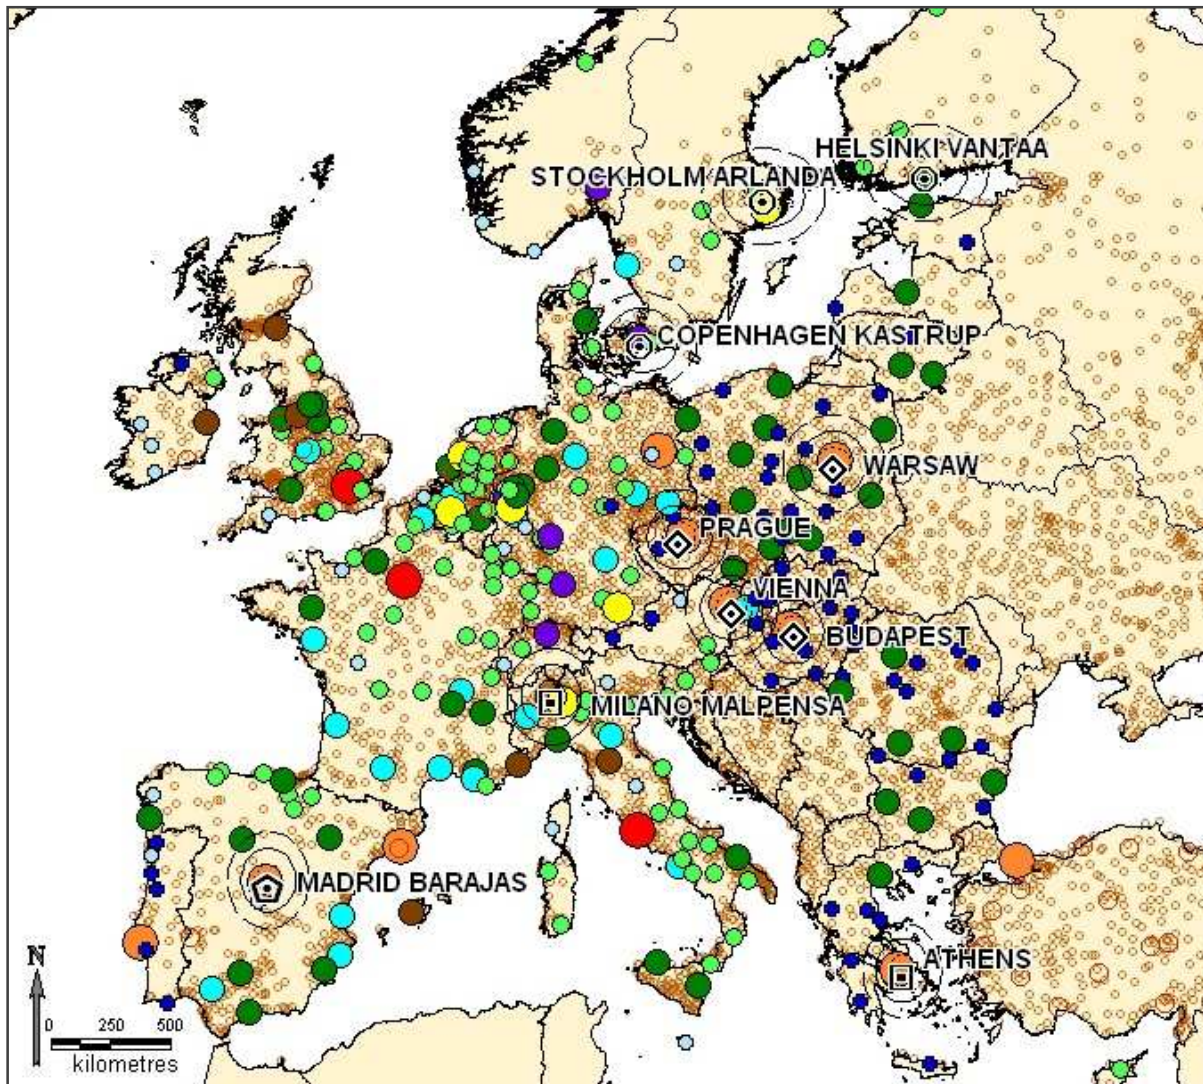 HELSINKI VANTAA
STOCKHOLM ARLANDA
COPENHAGEN KASTRUP
WARSAW
PRAGUE
VIENNA
BUDAPEST
MILANO MALPENSA
MADRID BARAJAS
ATHENS
N
0 250 500
kilometres